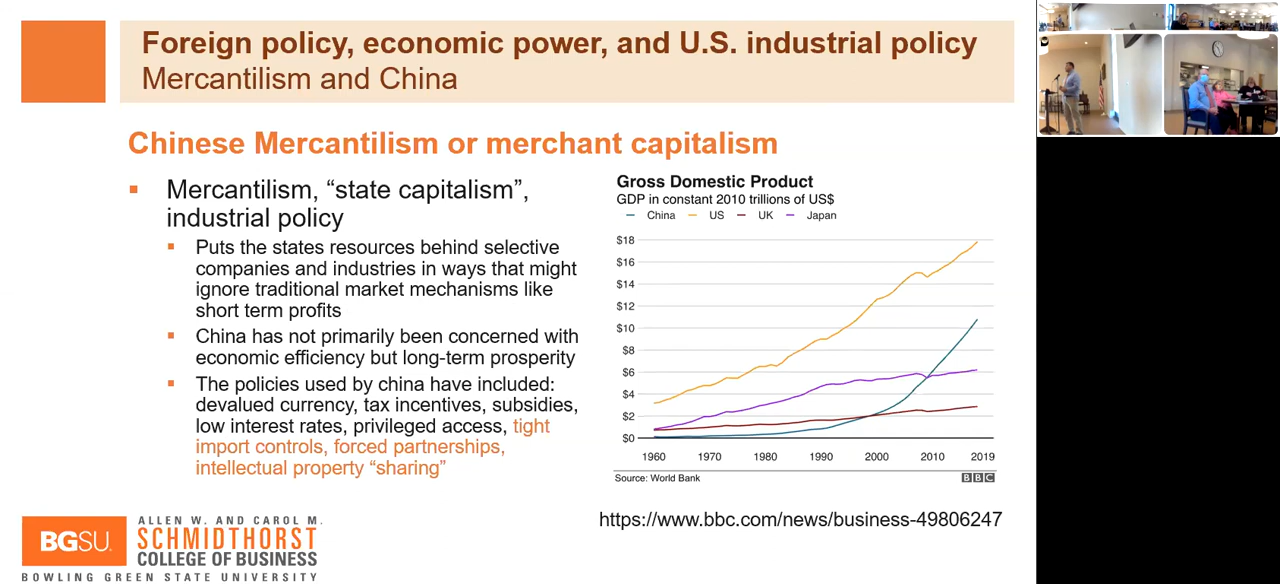 Foreign policy, economic power, and U.S. industrial policy
Mercantilism and China
Chinese Mercantilism or merchant capitalism
Mercantilism, “state capitalism”,
industrial policy
Puts the states resources behind selective
companies and industries in ways that might
ignore traditional market mechanisms like
short term profits
China has not primarily been concerned with
economic efficiency but long-term prosperity
The policies used by china have included:
devalued currency, tax incentives, subsidies,
low interest rates, privileged access, tight
import controls, forced partnerships,
intellectual property “sharing”
Gross Domestic Product
GDP in constant 2010 trillions of US$
China US UK Japan
$18
$16
$14
$12
$10
$8
$6
$4
$2
$0
1960 1970 1980 1990 2000 2010 2019
Source: World Bank
BBC
https://www.bbc.com/news/business-49806247
BGSU.
ALLEN W. AND CAROL M.
SCHMIDTHORST
COLLEGE OF BUSINESS
BOWLING GREEN STATE UNIVERSITY